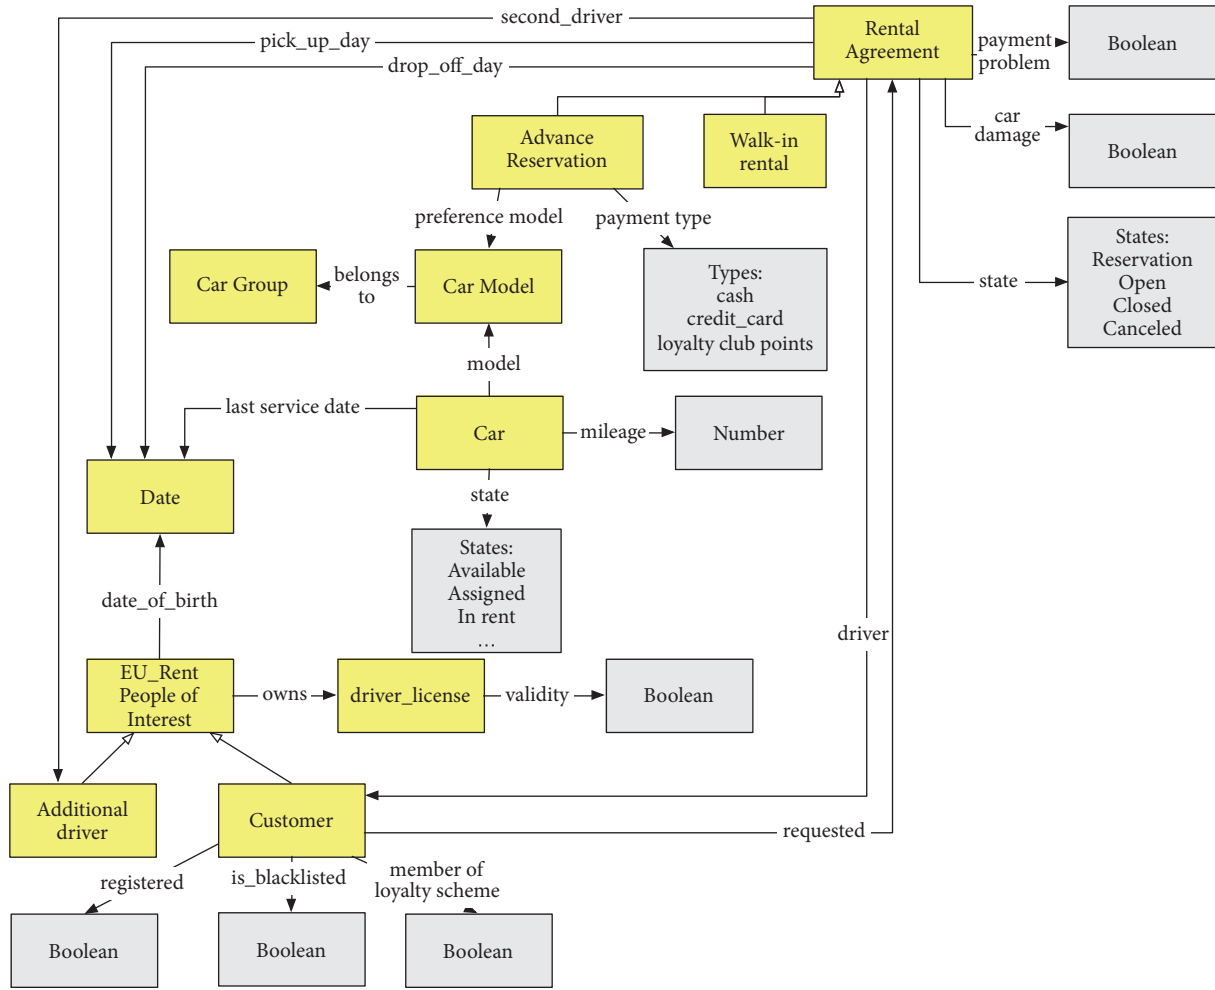 second_driver
Rental
Agreement
payment
problem
Boolean
pick_up_day
drop_off_day
car
damage
Boolean
Advance
Reservation
Walk-in
rental
preference model
payment type
States:
Reservation
Open
Closed
Canceled
state
Car Group
belongs
to
Car Model
Types:
cash
credit_card
loyalty club points
model
last service date
Car
mileage
Number
Date
state
States:
Available
Assigned
In rent
...
date_of_birth
driver
EU_Rent
People of
Interest
owns
driver_license
validity
Boolean
Additional
driver
Customer
requested
registered
is_blacklisted
member of
loyalty scheme
Boolean
Boolean
Boolean